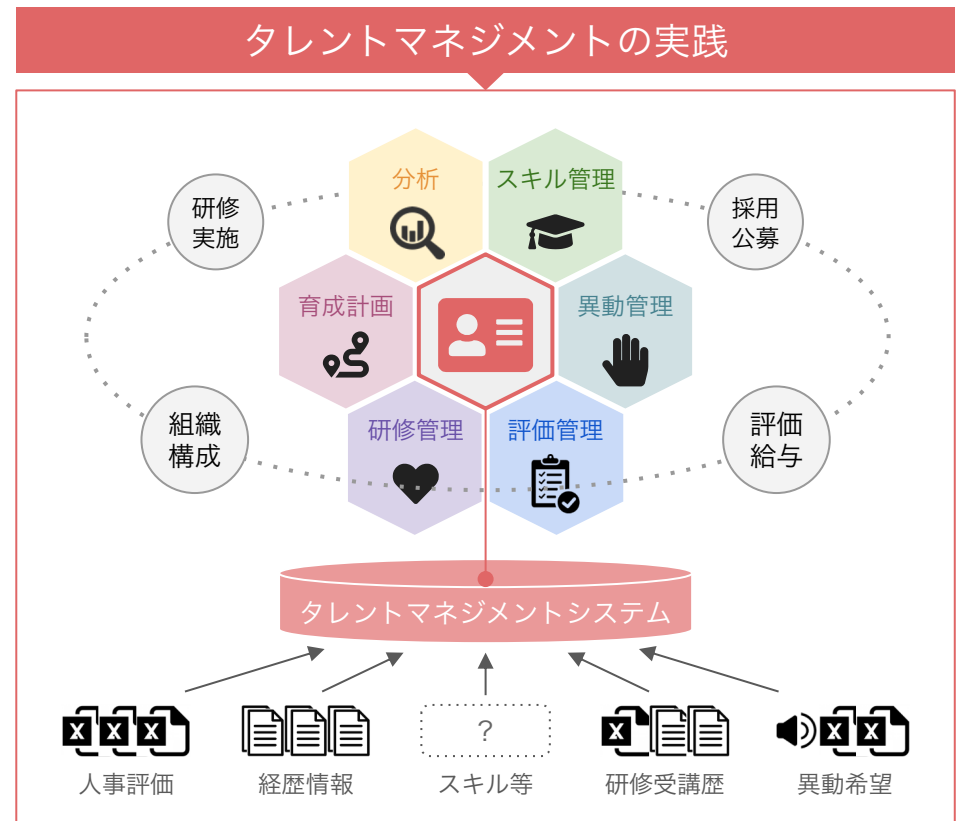 タレントマネジメントの実践
分析
スキル管理
研修
実施
採用
公募
育成計画
異動管理
組織
構成
研修管理
評価管理
評価
給与
タレントマネジメントシステム
X X X
?
X
X X
人事評価
経歴情報
スキル等
研修受講歴
異動希望